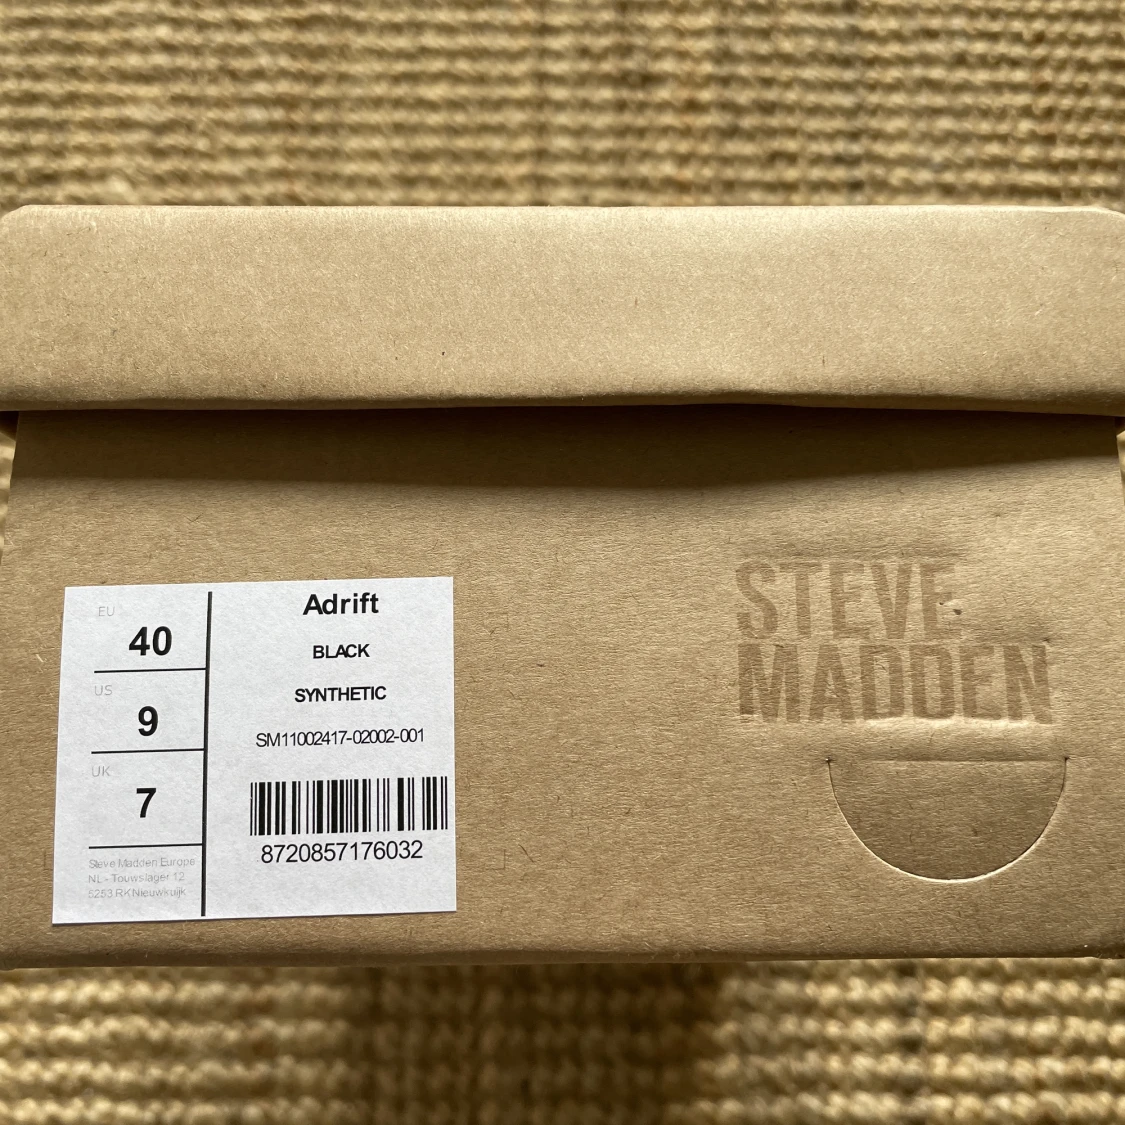 EU
40
US
9
UK
7
Steve Madden Europe
NL - Touwslager 12
5253 RK Nieuwkuijk
Adrift
BLACK
SYNTHETIC
SM11002417-02002-001
8720857176032
STEVE
MADDEN